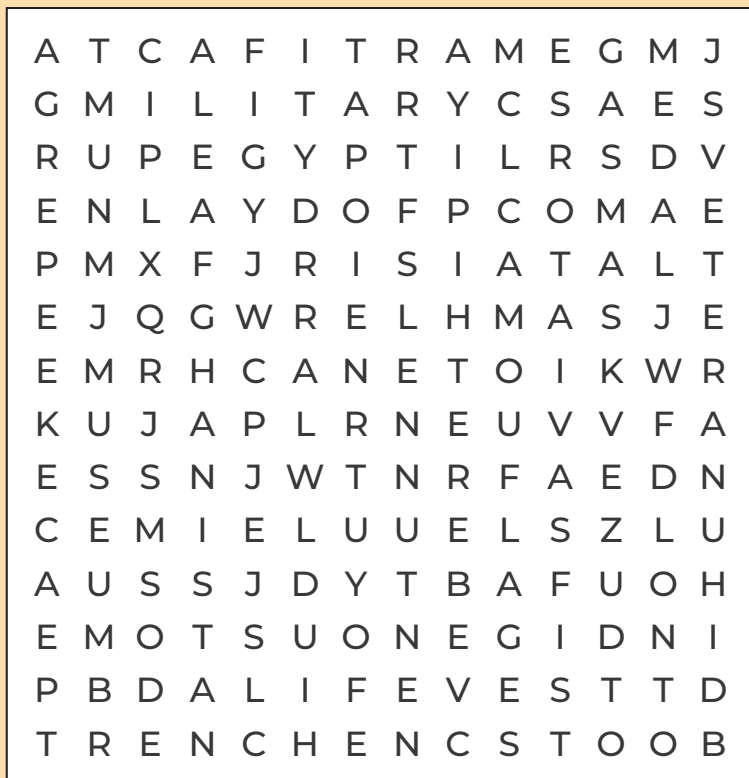 A T C A F I T R A M E G M J
G M I L I T A R Y C S A E S
R U P E G Y P T I L R S D V
E N L A Y D O F P C O M A E
P M X F J R I S I A T A L T
E J Q G W R E L H M A S J E
E M R H C A N E T O I K W R
K U J A P L R N E U V V F A
E S S N J W T N R F A E D N
C E M I E L U U E L S Z L U
A U S S J D Y T B A F U O H
E M O T S U O N E G I D N I
P B D A L I F E V E S T T D
T R E N C H E N C S T O O B